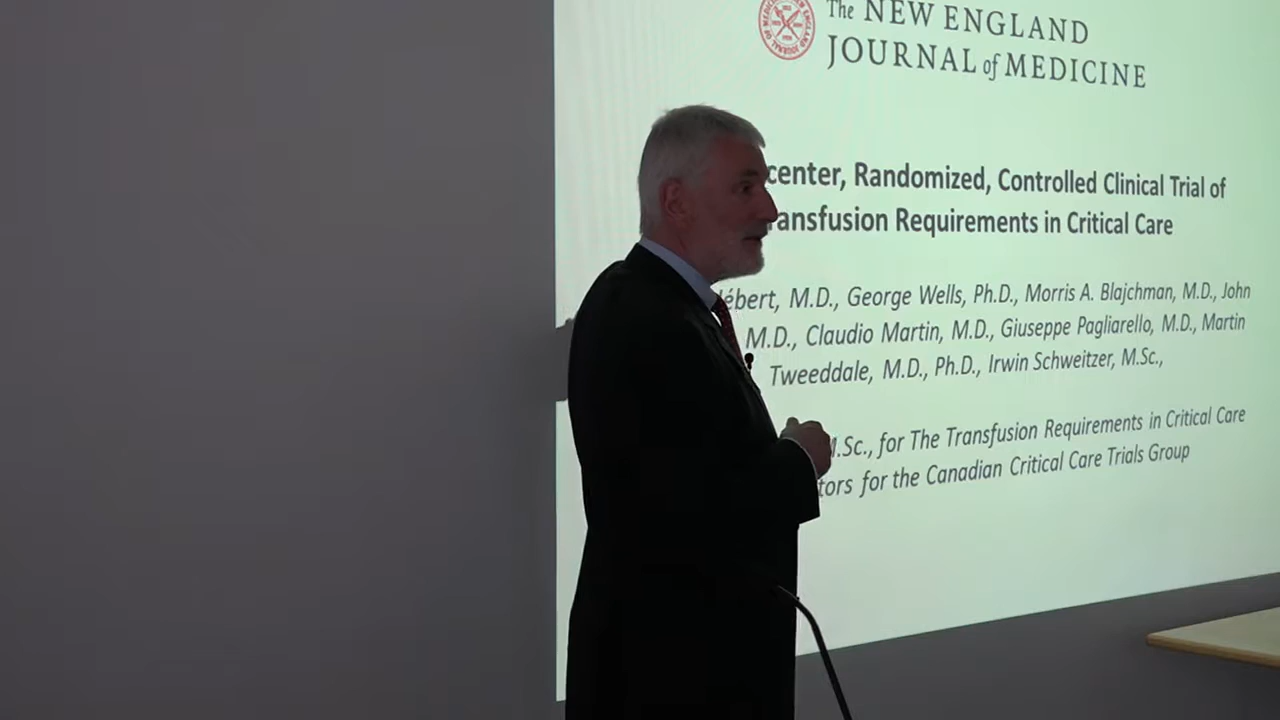 The NEW ENGLAND
JOURNAL of MEDICINE
center, Randomized, Controlled Clinical Trial of
ransfusion Requirements in Critical Care
ébert, M.D., George Wells, Ph.D., Morris A. Blajchman, M.D., John
M.D., Claudio Martin, M.D., Giuseppe Pagliarello, M.D., Martin
Tweeddale, M.D., Ph.D., Irwin Schweitzer, M.Sc.,
M.Sc., for The Transfusion Requirements in Critical Care
tors for the Canadian Critical Care Trials Group